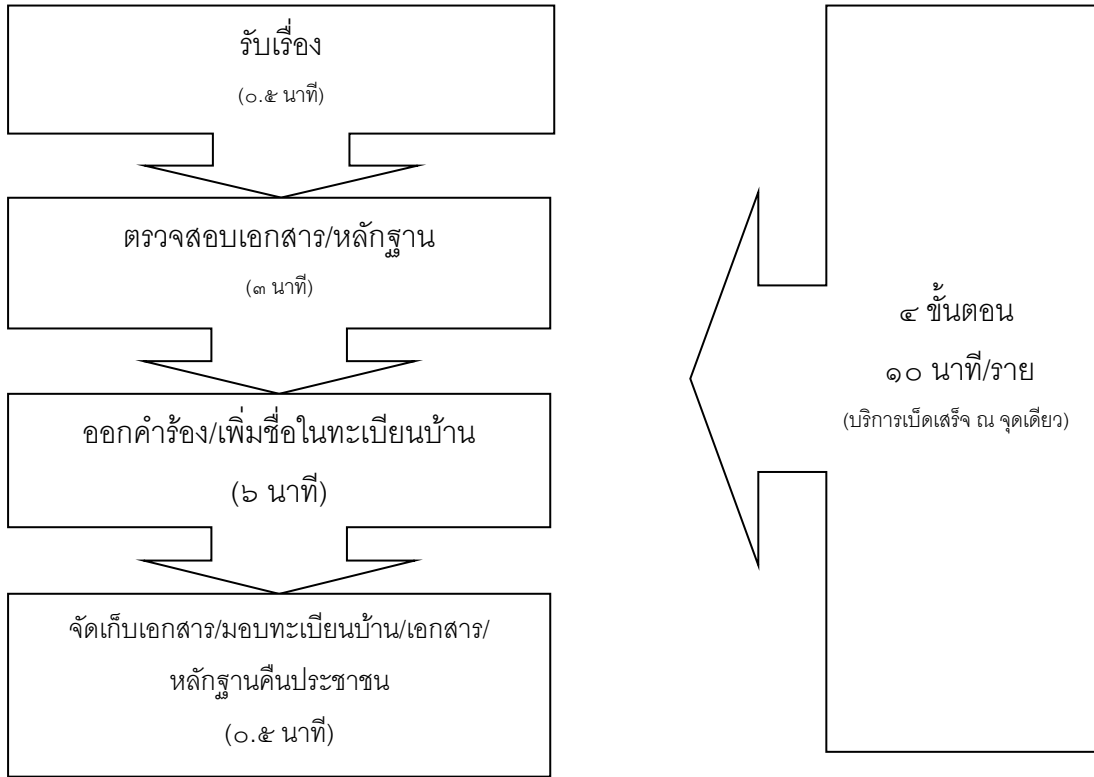 รับเรื่อง
(๐.๕ นาที)
ตรวจสอบเอกสาร/หลักฐาน
(๓ นาที)
ออกคำร้อง/เพิ่มชื่อในทะเบียนบ้าน
(๖ นาที)
จัดเก็บเอกสาร/มอบทะเบียนบ้าน/เอกสาร/
หลักฐานคืนประชาชน
(๐.๕ นาที)
๔ ขั้นตอน
๑๐ นาที/ราย
(บริการเบ็ดเสร็จ ณ จุดเดียว)